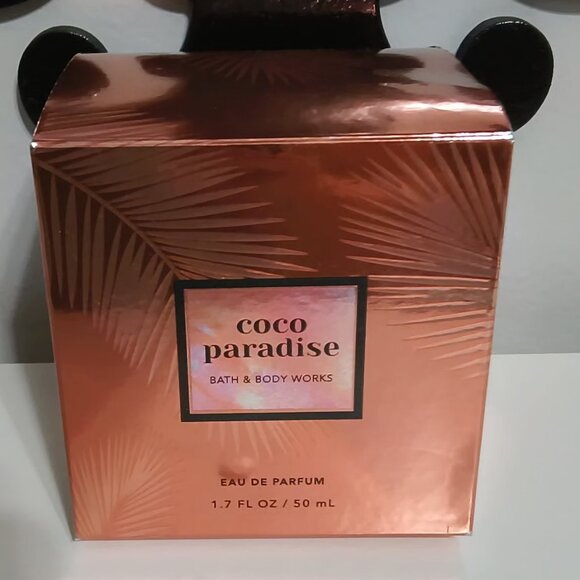 coco
paradise
BATH & BODY WORKS
EAU DE PARFUM
1.7 FL OZ / 50 mL